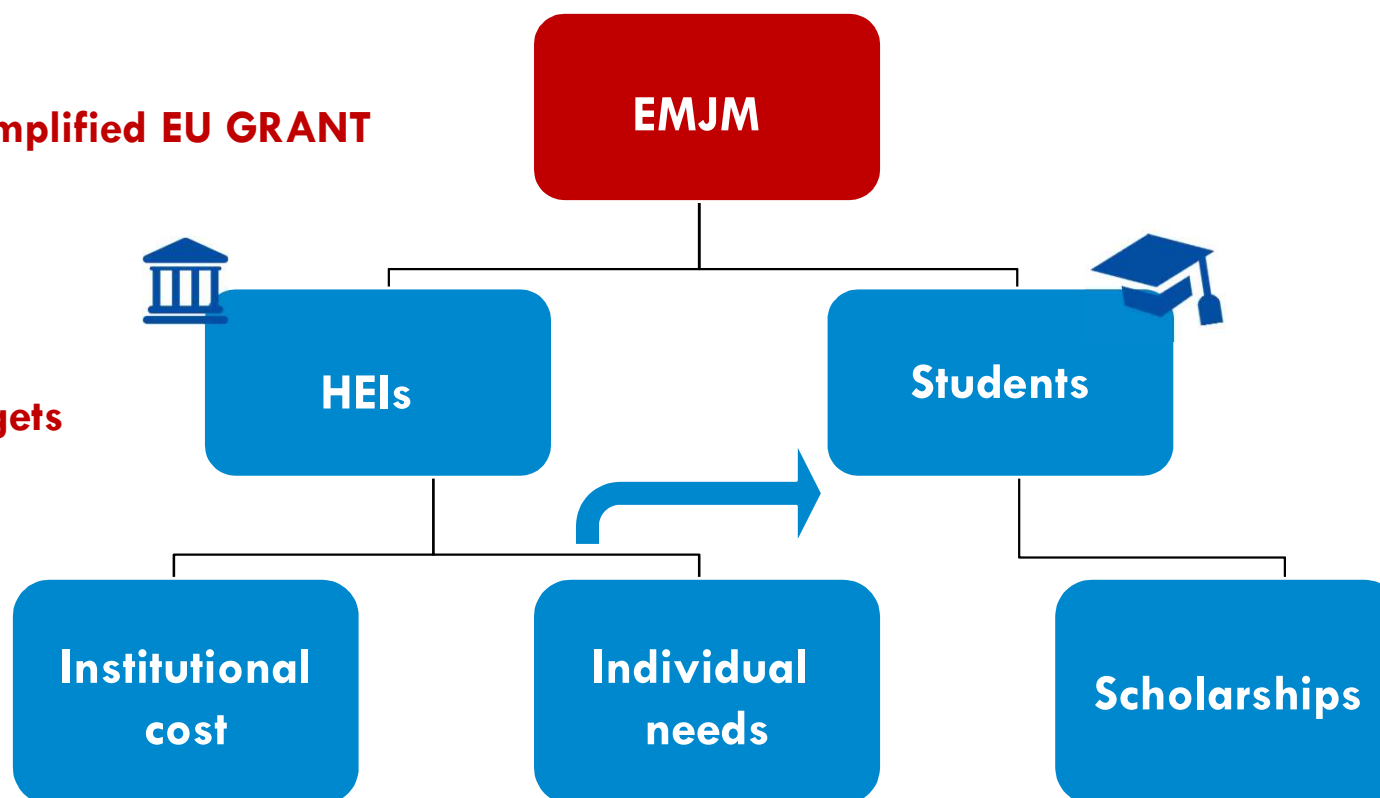 EMJM
mplified EU GRANT
HEIs
Students
gets
Institutional
cost
Individual
needs
Scholarships